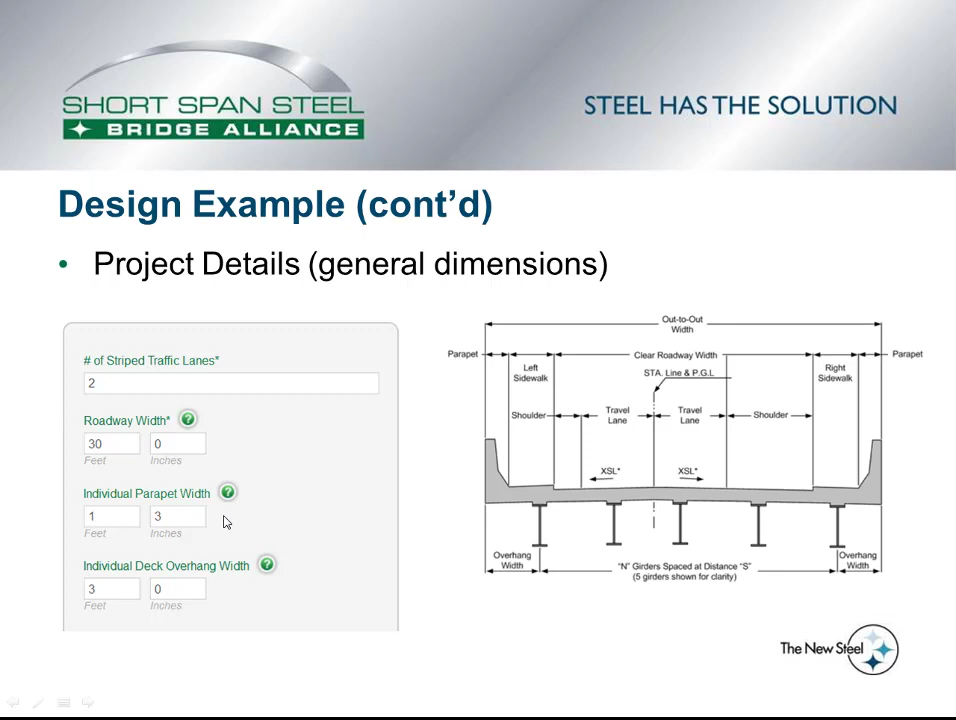 SHORT SPAN STEEL
BRIDGE ALLIANCE
STEEL HAS THE SOLUTION
Design Example (cont’d)
• Project Details (general dimensions)
# of Striped Traffic Lanes*
2
Roadway Width* ?
30 0
Feet Inches
Individual Parapet Width ?
1 3
Feet Inches
Individual Deck Overhang Width ?
3 0
Feet Inches
Out-to-Out
Width
Parapet
Clear Roadway Width
Parapet
Left
Sidewalk
STA. Line & P.G.L
Right
Sidewalk
Shoulder
Travel
Lane
Travel
Lane
Shoulder
XSL*
XSL*
Overhang
Width
“N” Girders Spaced at Distance “S”
(5 girders shown for clarity)
Overhang
Width
The New Steel